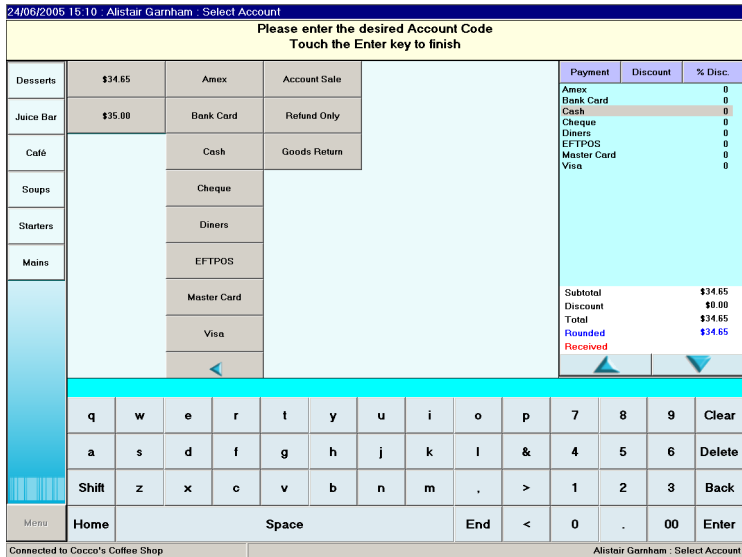 24/06/2005 15:10 : Alistair Garnham : Select Account
Please enter the desired Account Code
Touch the Enter key to finish
Desserts
Juice Bar
Café
Soups
Starters
Mains
Menu
$34.65
$35.00
Amex
Bank Card
Cash
Cheque
Diners
EFTPOS
Master Card
Visa
Account Sale
Refund Only
Goods Return
Payment Discount % Disc.
Amex 0
Bank Card 0
Cash 0
Cheque 0
Diners 0
EFTPOS 0
Master Card 0
Visa 0
Subtotal $34.65
Discount $0.00
Total $34.65
Rounded $34.65
Received
q w e r t y u i o p 7 8 9 Clear
a s d f g h j k l & 4 5 6 Delete
Shift z x c v b n m , > 1 2 3 Back
Home Space End < 0 . 00 Enter
Connected to Cocco's Coffee Shop
Alistair Garnham : Select Account